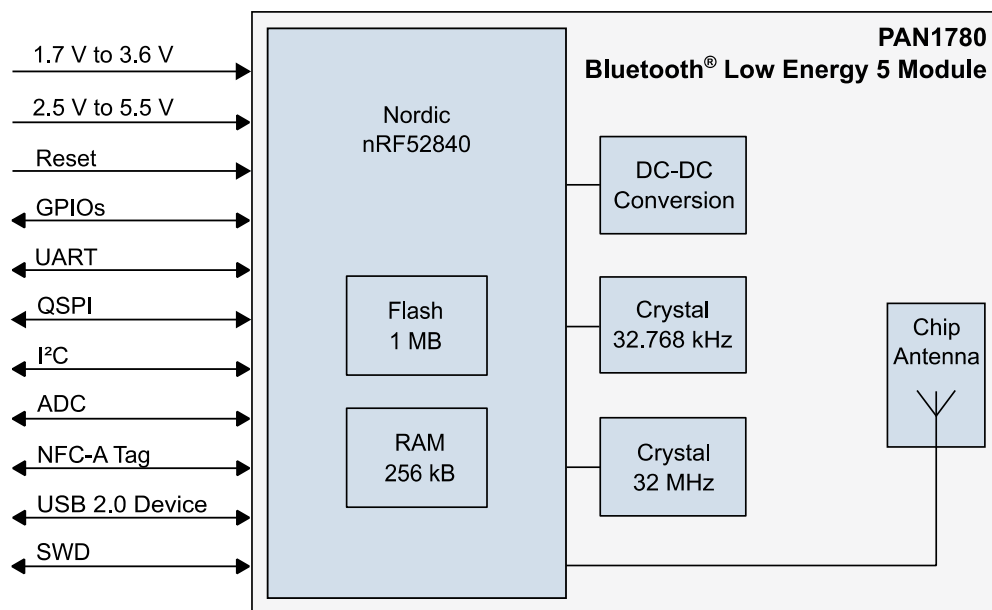 PAN1780
Bluetooth® Low Energy 5 Module
1.7 V to 3.6 V
2.5 V to 5.5 V
Reset
GPIOs
UART
QSPI
I²C
ADC
NFC-A Tag
USB 2.0 Device
SWD
Nordic
nRF52840
Flash
1 MB
RAM
256 kB
DC-DC
Conversion
Crystal
32.768 kHz
Crystal
32 MHz
Chip
Antenna